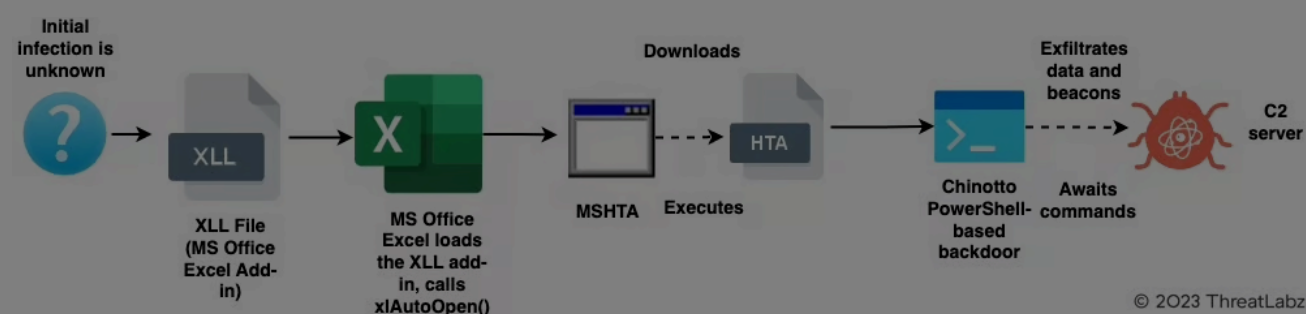 Initial
infection is
unknown
XLL
XLL File
(MS Office
Excel Add-
in)
X
MS Office
Excel loads
the XLL add-
in, calls
xlAutoOpen()
MSHTA
Downloads
Executes
HTA
>_
Chinotto
PowerShell-
based
backdoor
Exfiltrates
data and
beacons
Awaits
commands
C2
server
© 2023 ThreatLabz